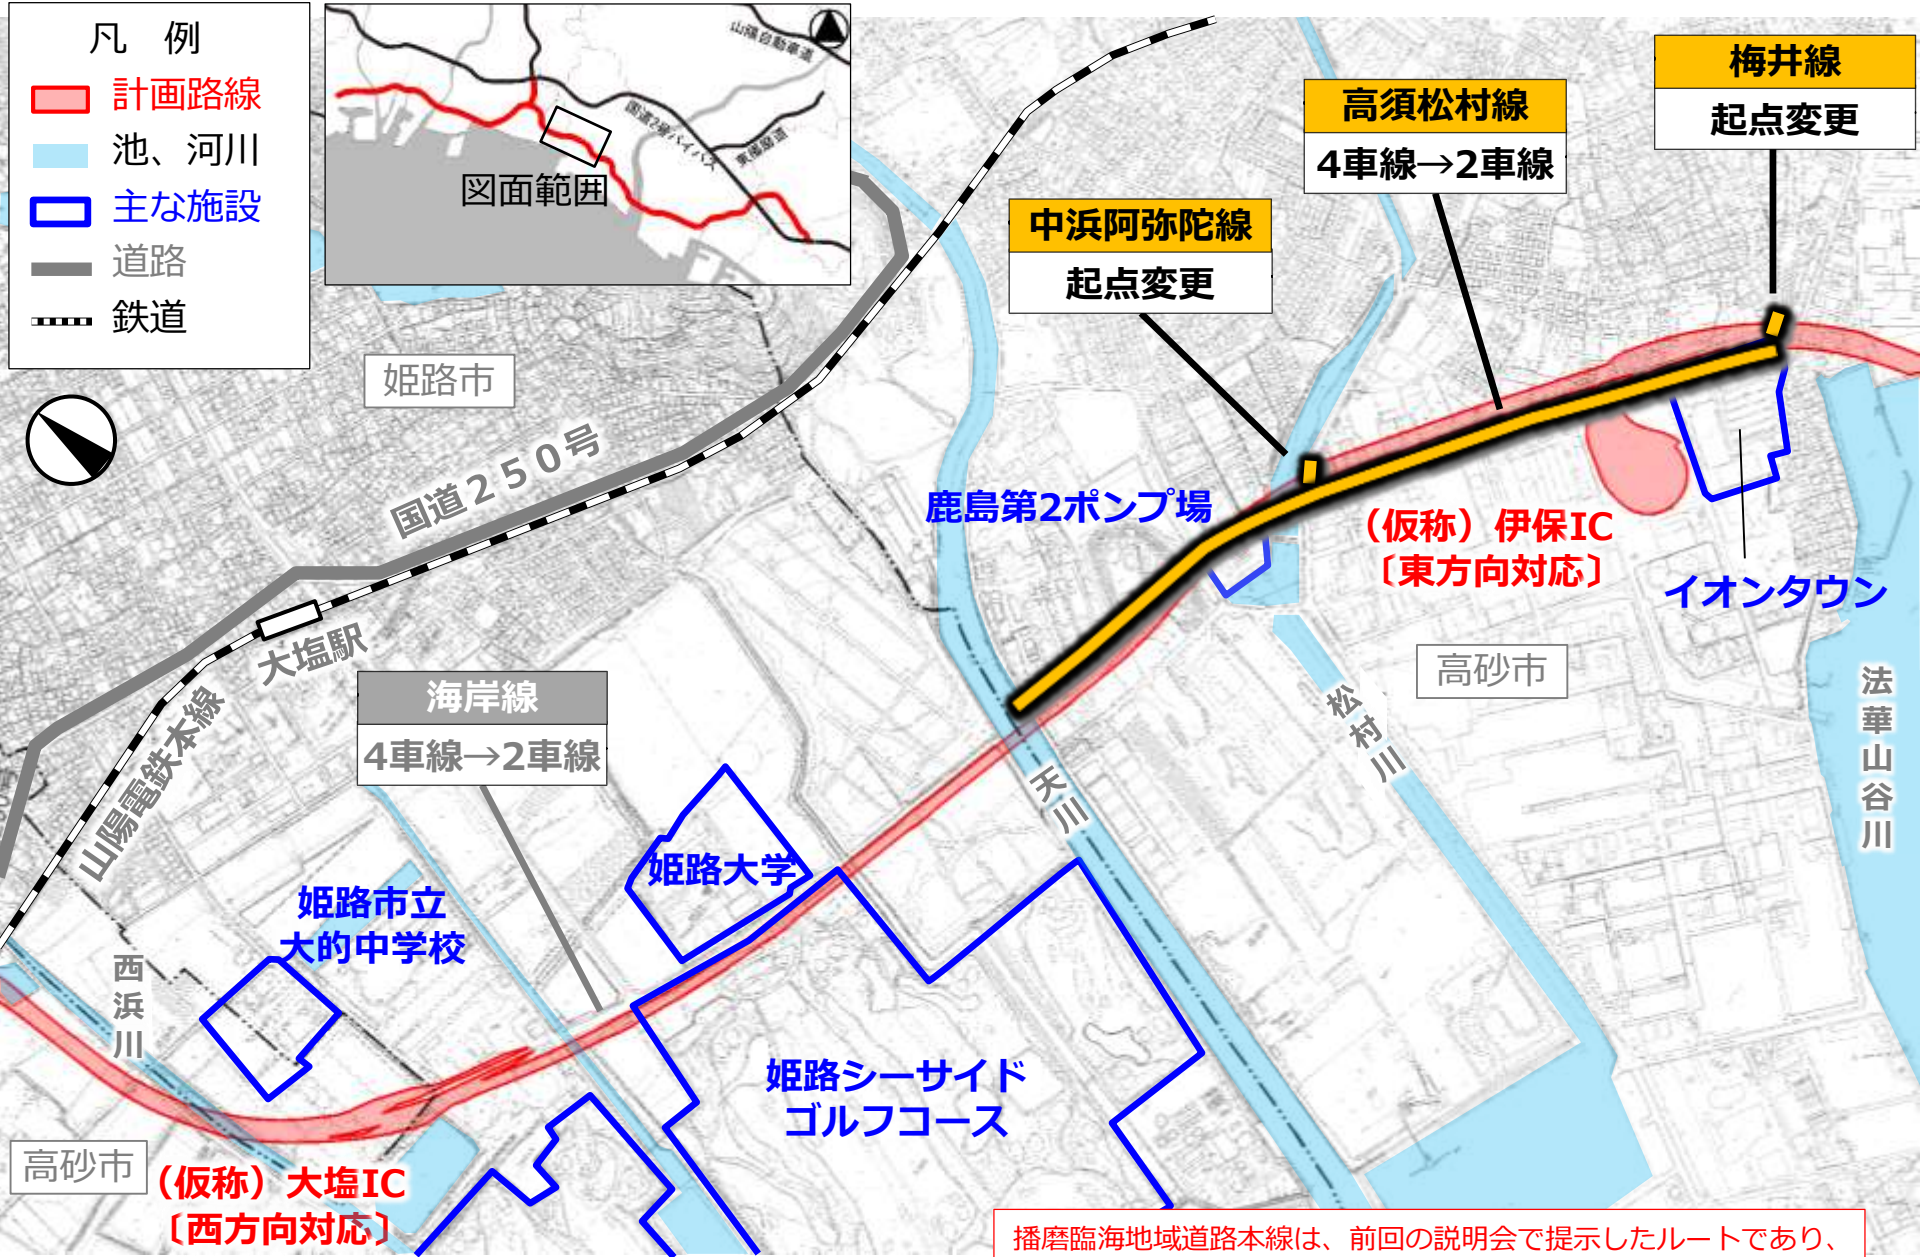 凡 例
計画路線
池、河川
主な施設
道路
鉄道
山陽自動車道
国道2号バイパス
東播磨道
図面範囲
梅井線
起点変更
高須松村線
4車線→2車線
中浜阿弥陀線
起点変更
姫路市
国道250号
鹿島第2ポンプ場
(仮称)伊保IC
〔東方向対応〕
イオンタウン
大塩駅
高砂市
海岸線
4車線→2車線
山陽電鉄本線
松村川
法華山谷川
天川
姫路大学
姫路市立
大的中学校
西浜川
姫路シーサイド
ゴルフコース
高砂市
(仮称)大塩IC
〔西方向対応〕
播磨臨海地域道路本線は、前回の説明会で提示したルートであり、